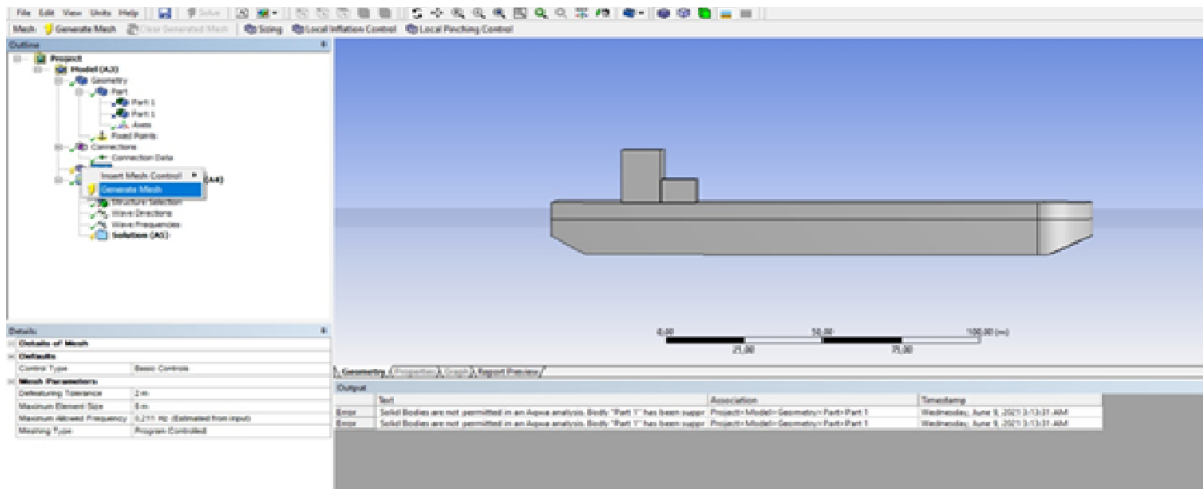 File Edit View Units Help Solve
Mesh Generate Mesh Clear Generated Mesh Sizing Local Inflation Control Local Pinching Control
Outline
Project
Model (A3)
Geometry
Part
Part 1
Part 1
Axes
Fixed Points
Connections
Connection Data
Insert Mesh Control
(A4)
Generate Mesh
Structure Selection
Wave Directions
Wave Frequencies
Solution (A5)
0,00 50,00 100,00 (m)
25,00 75,00
Details
Details of Mesh
Defaults
Control Type Basic Controls
Mesh Parameters
Defeaturing Tolerance 2 m
Maximum Element Size
Maximum Allowed Frequency 0,211 Hz (Estimated from input)
Meshing Type Program Controlled
Geometry Properties Graph Report Preview
Output
Text Association Timestamp
Error Solid Bodies are not permitted in an Aqwa analysis. Body "Part 1" has been suppr Project>Model>Geometry>Part>Part 1 Wednesday, June 9, 2021 3:13:31 AM
Error Solid Bodies are not permitted in an Aqwa analysis. Body "Part 1" has been suppr Project>Model>Geometry>Part>Part 1 Wednesday, June 9, 2021 3:13:31 AM